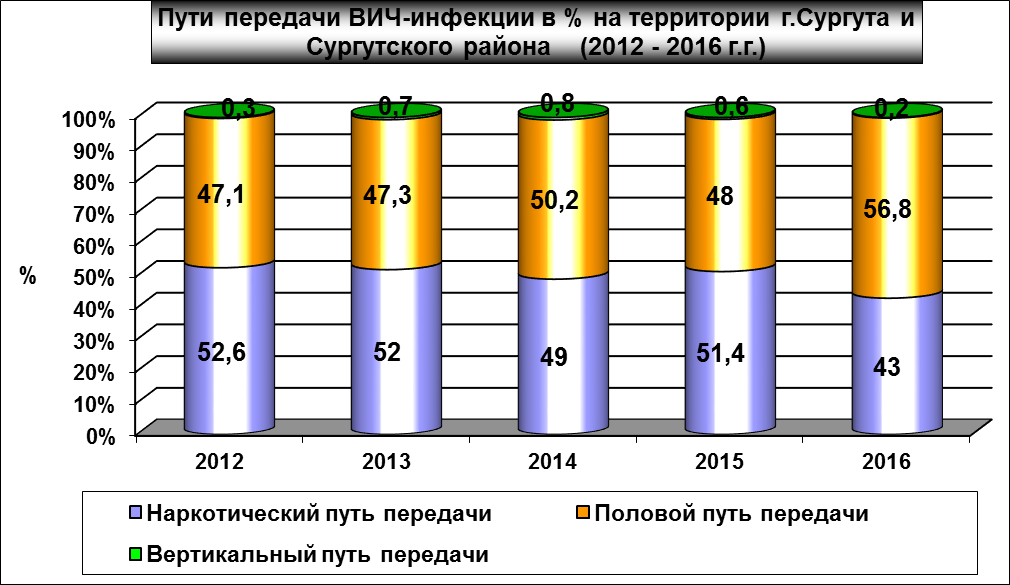 Пути передачи ВИЧ-инфекции в % на территории г.Сургута и
Сургутского района (2012 - 2016 г.г.)
0,3 0,7 0,8 0,6 0,2
100%
90%
80%
70%
60%
50%
40%
30%
20%
10%
0%
%
47,1 47,3 50,2 48 56,8
52,6 52 49 51,4 43
2012 2013 2014 2015 2016
Наркотический путь передачи Половой путь передачи
Вертикальный путь передачи